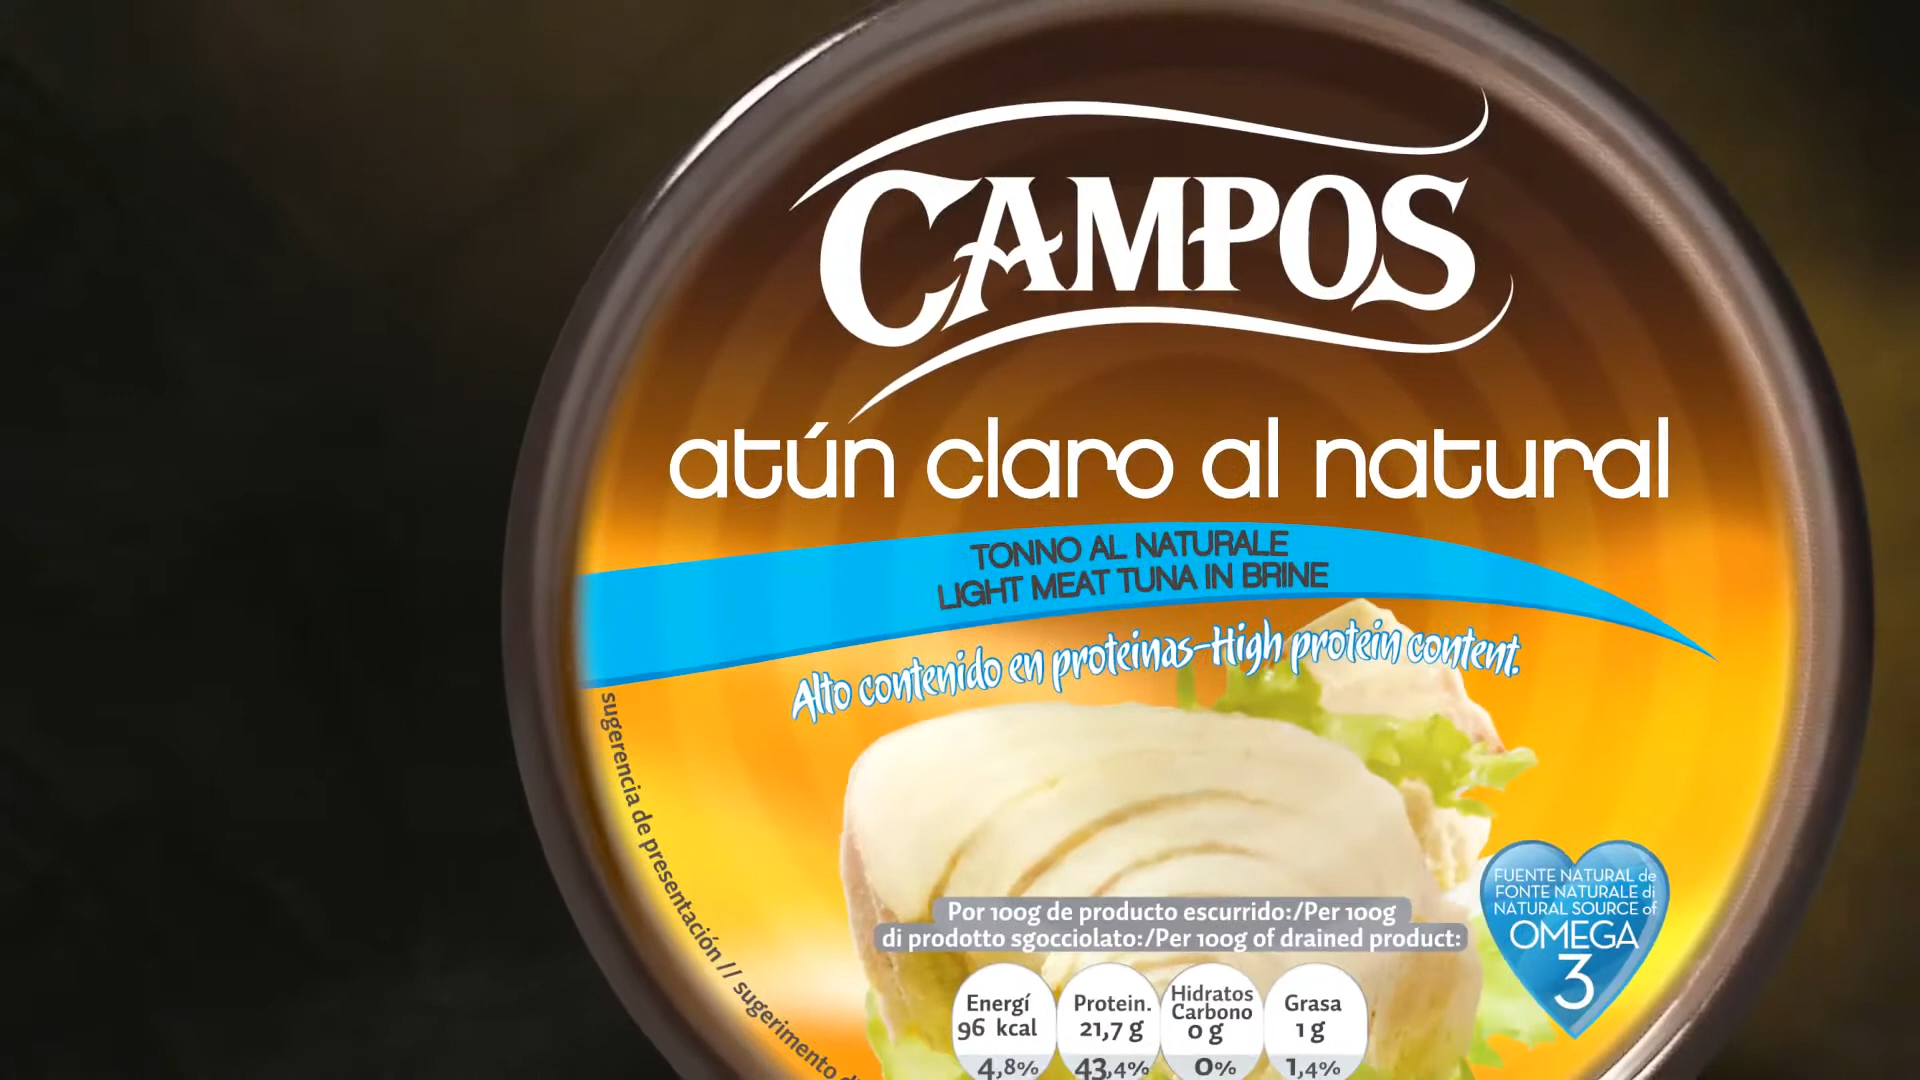 CAMPOS
atún claro al natural
TONNO AL NATURALE
LIGHT MEAT TUNA IN BRINE
Alto contenido en proteinas-High protein content.
sugerencia de presentación // sugerimento
FUENTE NATURAL de
FONTE NATURALE di
NATURAL SOURCE of
OMEGA
3
Por 100g de producto escurrido:/Per 100g
di prodotto sgocciolato:/Per 100g of drained product:
Energí
96 kcal
4,8%
Protein.
21,7 g
43,4%
Hidratos
Carbono
0 g
0%
Grasa
1 g
1,4%